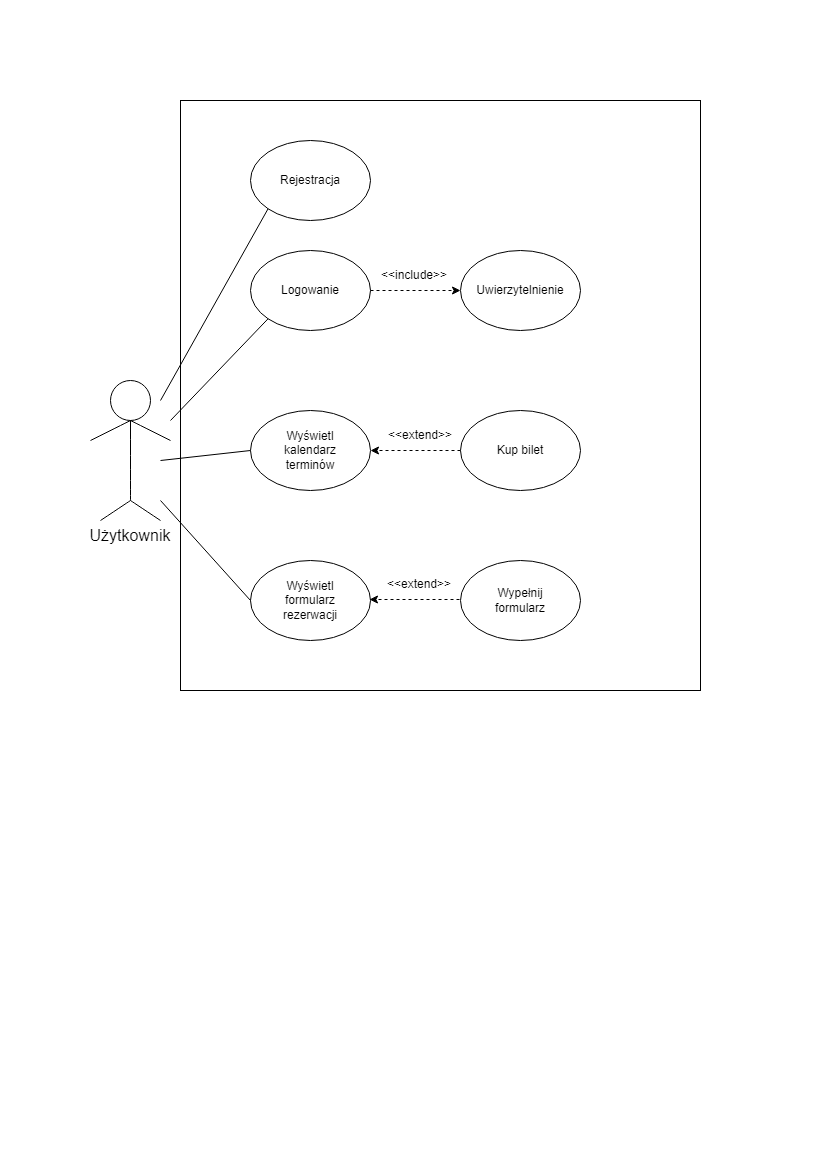 Rejestracja
Logowanie
<<include>>
Uwierzytelnienie
Wyświetl
kalendarz
terminów
<<extend>>
Kup bilet
Użytkownik
Wyświetl
formularz
rezerwacji
<<extend>>
Wypełnij
formularz